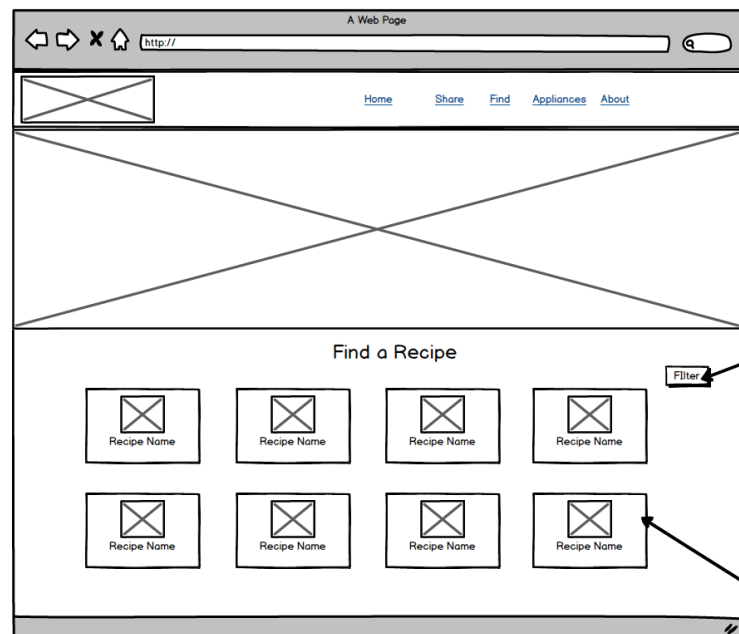 A Web Page
http://
Home Share Find Appliances About
Find a Recipe
FIlter
Recipe Name Recipe Name Recipe Name Recipe Name
Recipe Name Recipe Name Recipe Name Recipe Name